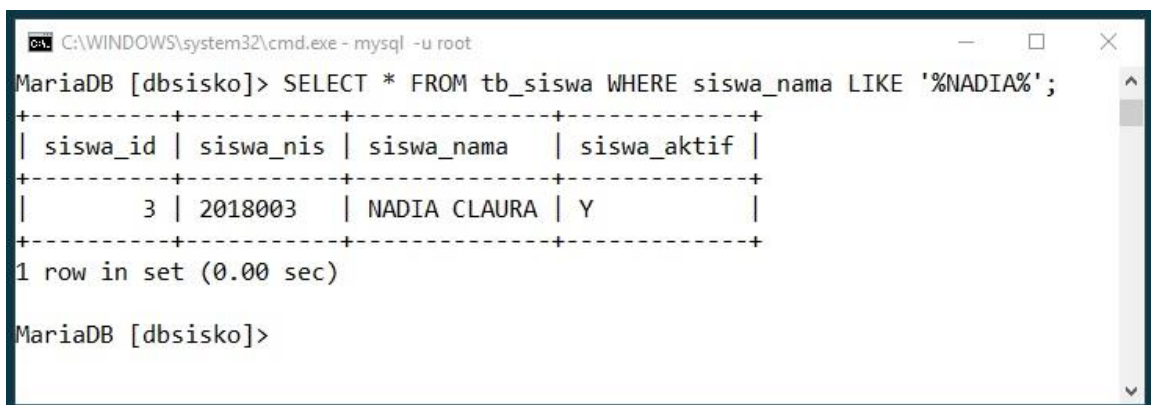 C:\WINDOWS\system32\cmd.exe - mysql -u root
MariaDB [dbsisko]> SELECT * FROM tb_siswa WHERE siswa_nama LIKE '%NADIA%';
+----------+-----------+--------------+-------------+
| siswa_id | siswa_nis | siswa_nama   | siswa_aktif |
+----------+-----------+--------------+-------------+
|        3 | 2018003   | NADIA CLAURA | Y           |
+----------+-----------+--------------+-------------+
1 row in set (0.00 sec)
MariaDB [dbsisko]>